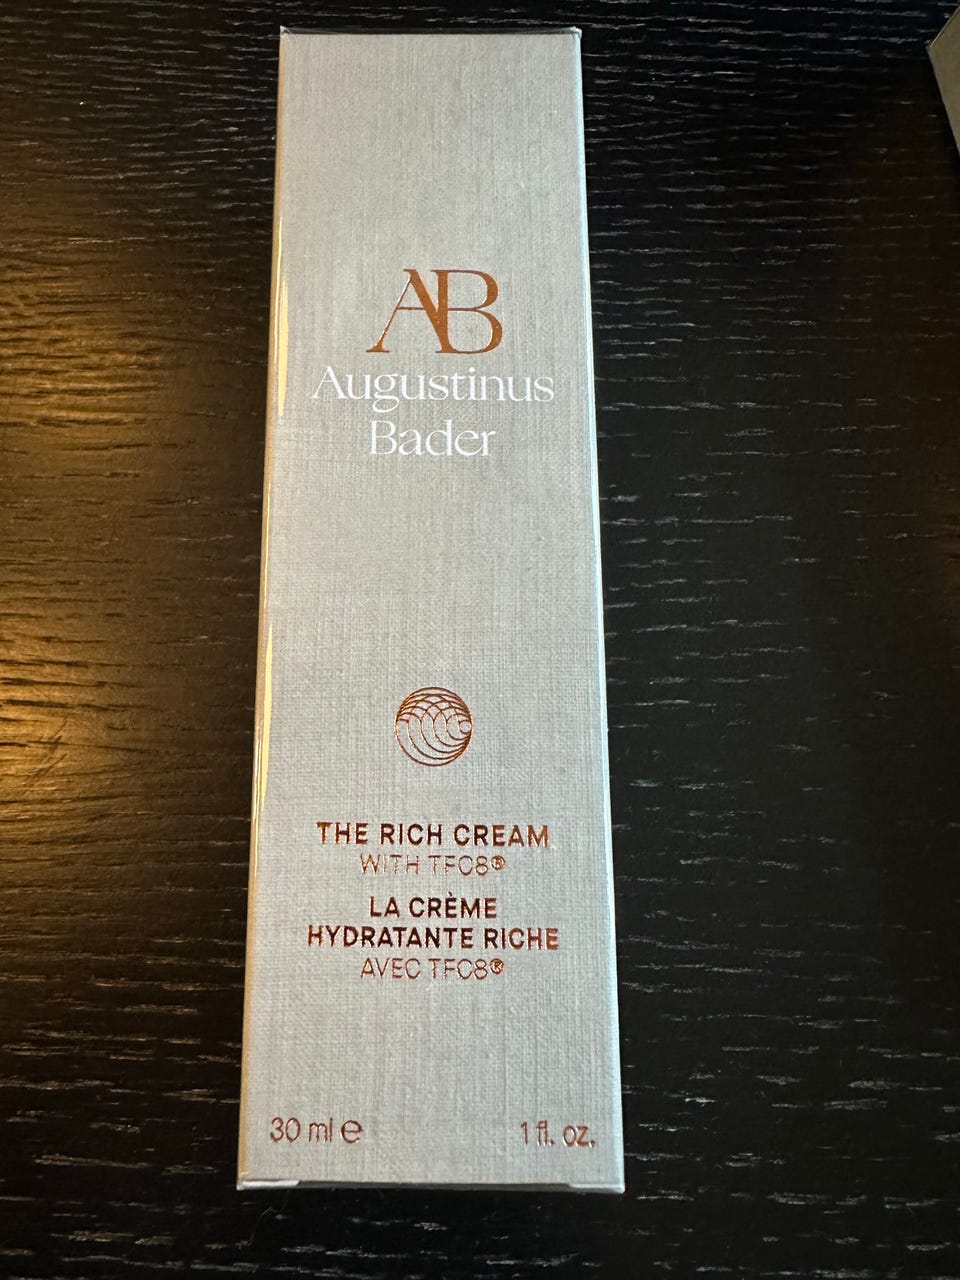 AB
Augustinus
Bader
THE RICH CREAM
WITH TFC8®
LA CRÈME
HYDRATANTE RICHE
AVEC TFC8®
30 ml ℮ 1 fl. oz.